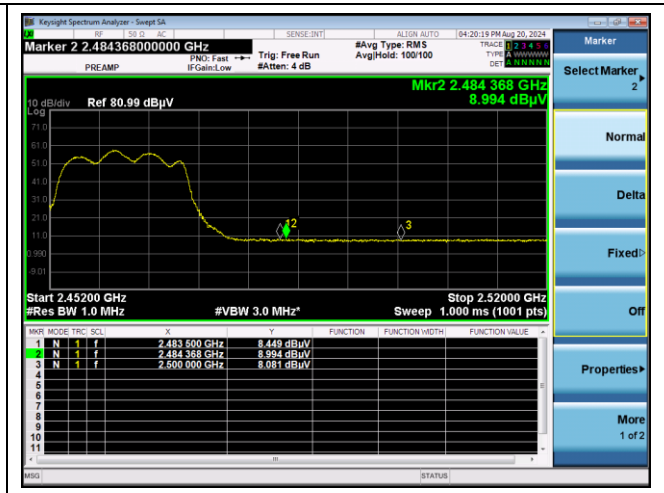 Keysight Spectrum Analyzer - Swept SA
RF 50 Ω AC SENSE:INT ALIGN AUTO 04:20:19 PM Aug 20, 2024
Marker 2 2.484368000000 GHz
PREAMP
PNO: Fast
IFGain:Low
Trig: Free Run
#Atten: 4 dB
#Avg Type: RMS
Avg|Hold: 100/100
TRACE 1 2 3 4 5 6
TYPE A WWWWW
DET A N N N N N
Mkr2 2.484 368 GHz
8.994 dBµV
10 dB/div Ref 80.99 dBµV
Log
71.0
61.0
51.0
41.0
31.0
21.0
11.0
0.990
-9.01
12
3
Start 2.45200 GHz Stop 2.52000 GHz
#Res BW 1.0 MHz #VBW 3.0 MHz* Sweep 1.000 ms (1001 pts)
MKR MODE TRC SCL X Y FUNCTION FUNCTION WIDTH FUNCTION VALUE
1 N 1 f 2.483 500 GHz 8.449 dBµV
2 N 1 f 2.484 368 GHz 8.994 dBµV
3 N 1 f 2.500 000 GHz 8.081 dBµV
4
5
6
7
8
9
10
11
MSG STATUS
Marker
Select Marker
2
Normal
Delta
Fixed
Off
Properties
More
1 of 2